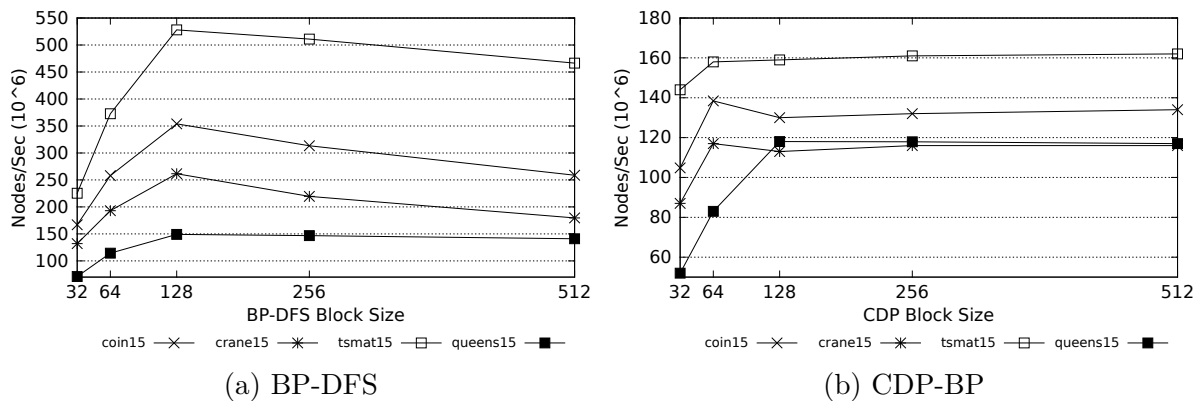 550
500
450
400
350
300
250
200
150
100
Nodes/Sec (10^6)
32 64 128 256 512
BP-DFS Block Size
coin15 crane15 tsmat15 queens15
(a) BP-DFS
180
160
140
120
100
80
60
Nodes/Sec (10^6)
32 64 128 256 512
CDP Block Size
coin15 crane15 tsmat15 queens15
(b) CDP-BP